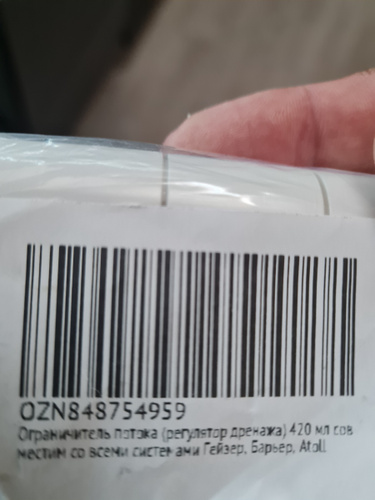 OZN848754959
Ограничитель потока (регулятор дренажа) 420 мл сов
местим со всеми системами Гейзер, Барьер, Atoll